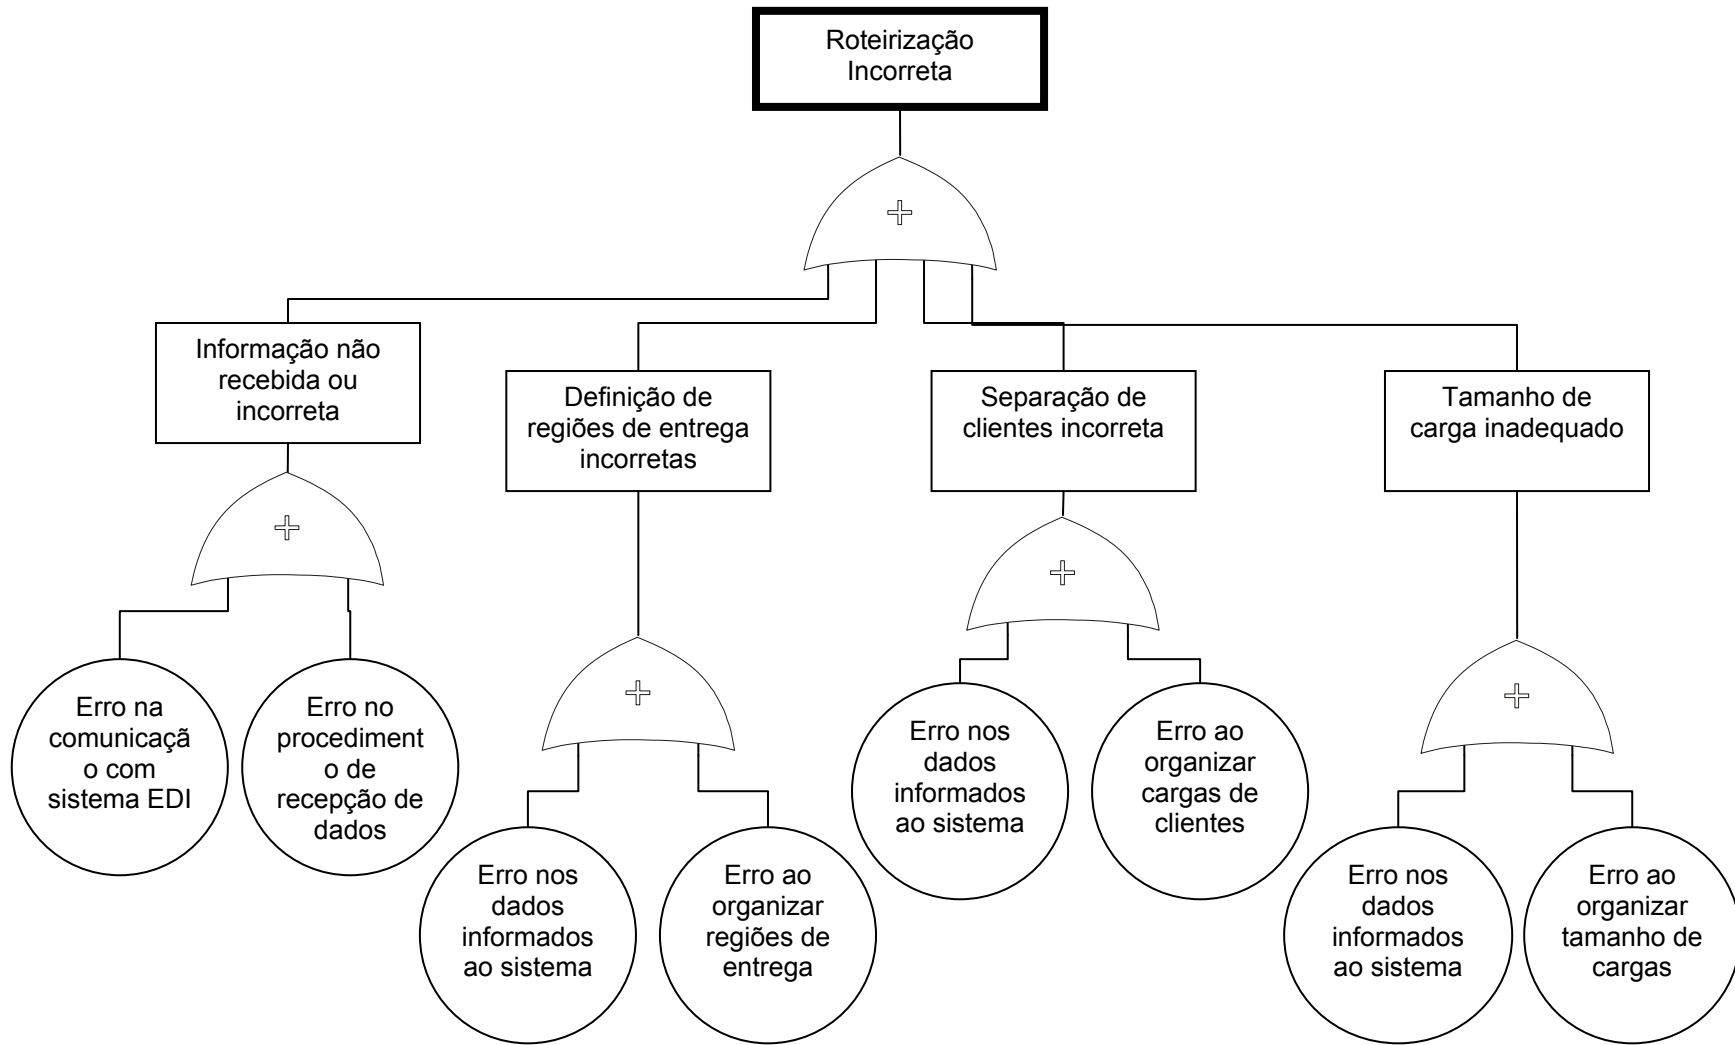 Roteirização
Incorreta
Informação não
recebida ou
incorreta
Definição de
regiões de entrega
incorretas
Separação de
clientes incorreta
Tamanho de
carga inadequado
Erro na
comunicaçã
o com
sistema EDI
Erro no
procediment
o de
recepção de
dados
Erro nos
dados
informados
ao sistema
Erro ao
organizar
regiões de
entrega
Erro nos
dados
informados
ao sistema
Erro ao
organizar
cargas de
clientes
Erro nos
dados
informados
ao sistema
Erro ao
organizar
tamanho de
cargas